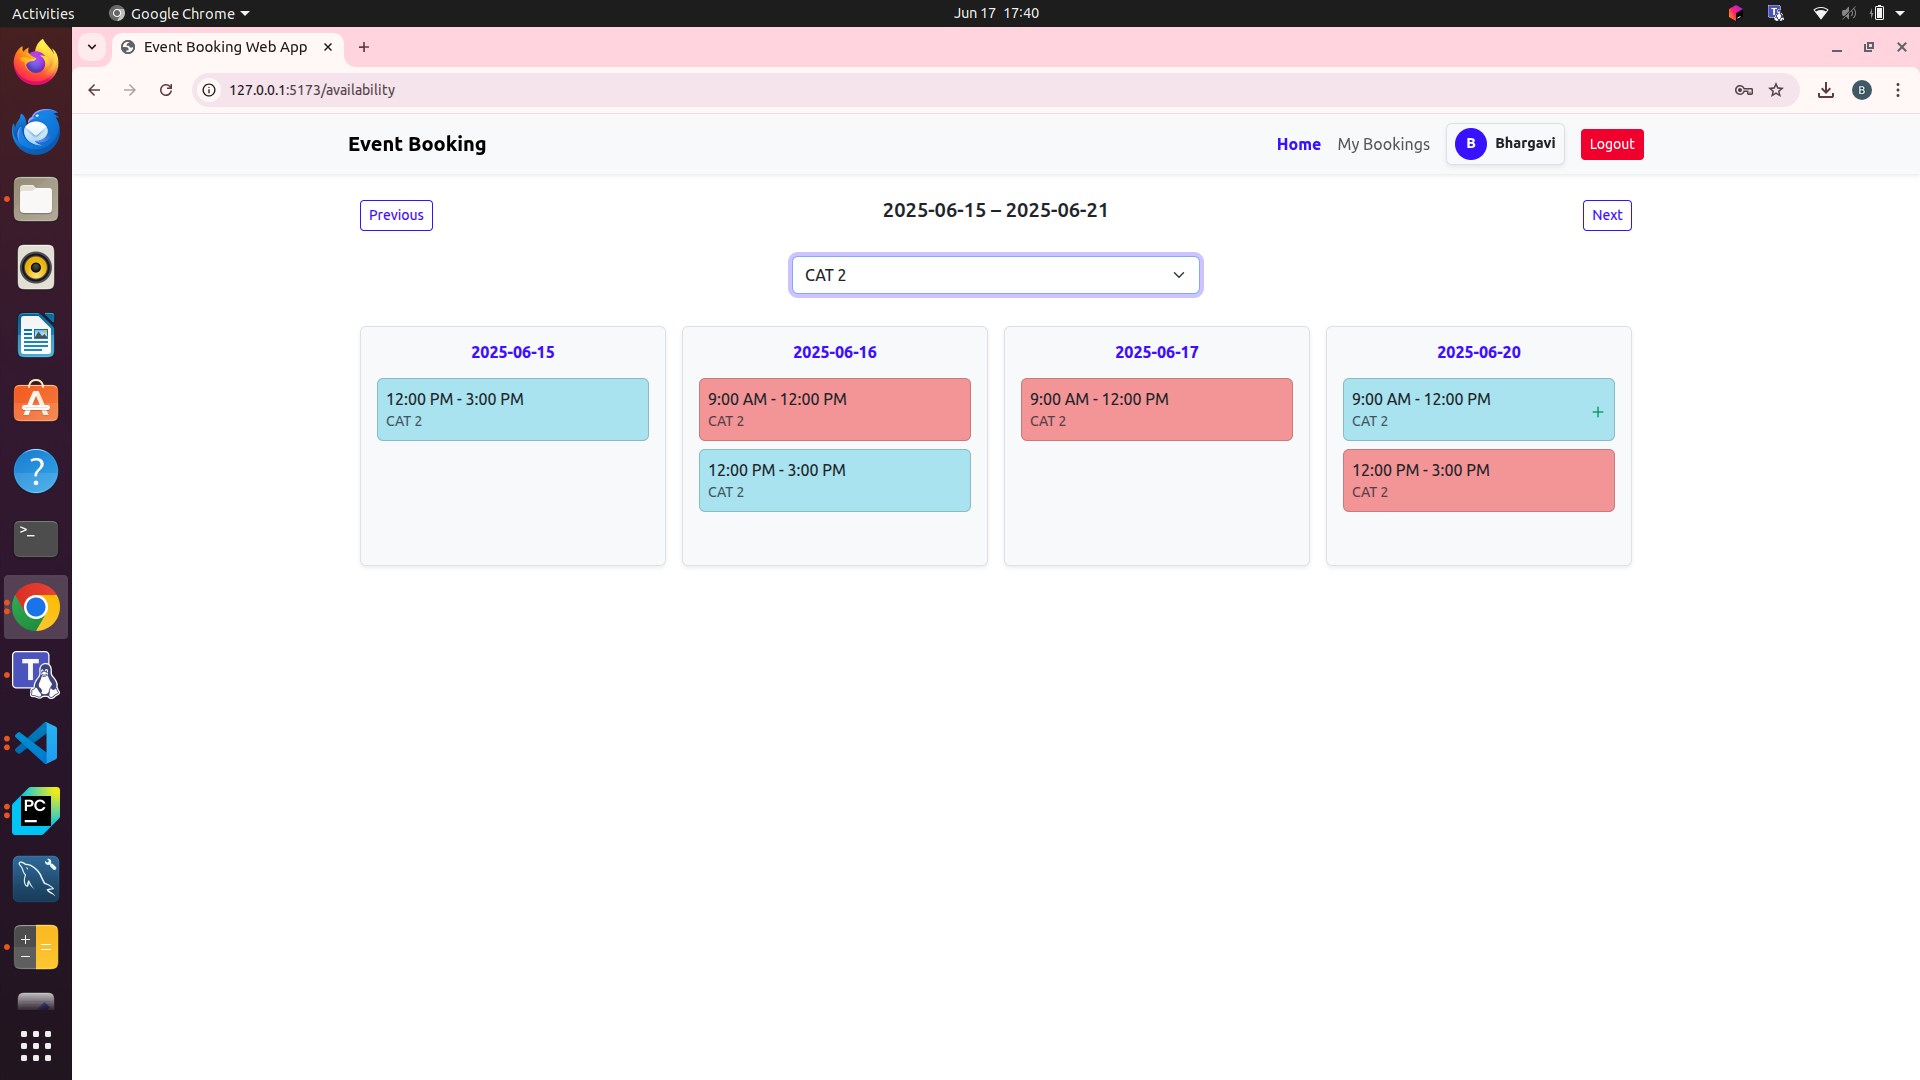 Activities Google Chrome Jun 17 17:40
Event Booking Web App
127.0.0.1:5173/availability B
Event Booking Home My Bookings B Bhargavi Logout
Previous 2025-06-15 – 2025-06-21 Next
CAT 2
2025-06-15
12:00 PM - 3:00 PM
CAT 2
2025-06-16
9:00 AM - 12:00 PM
CAT 2
12:00 PM - 3:00 PM
CAT 2
2025-06-17
9:00 AM - 12:00 PM
CAT 2
2025-06-20
9:00 AM - 12:00 PM
CAT 2
+
12:00 PM - 3:00 PM
CAT 2
?
>_
T
PC